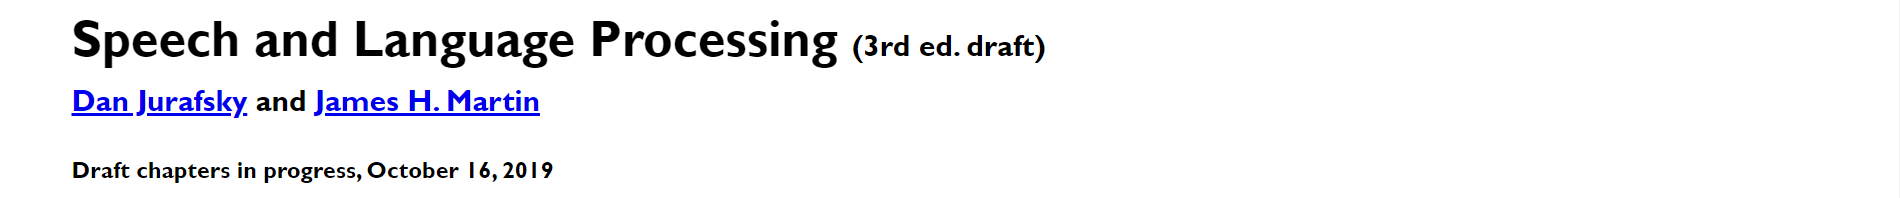 Speech and Language Processing (3rd ed. draft)
Dan Jurafsky and James H. Martin
Draft chapters in progress, October 16, 2019